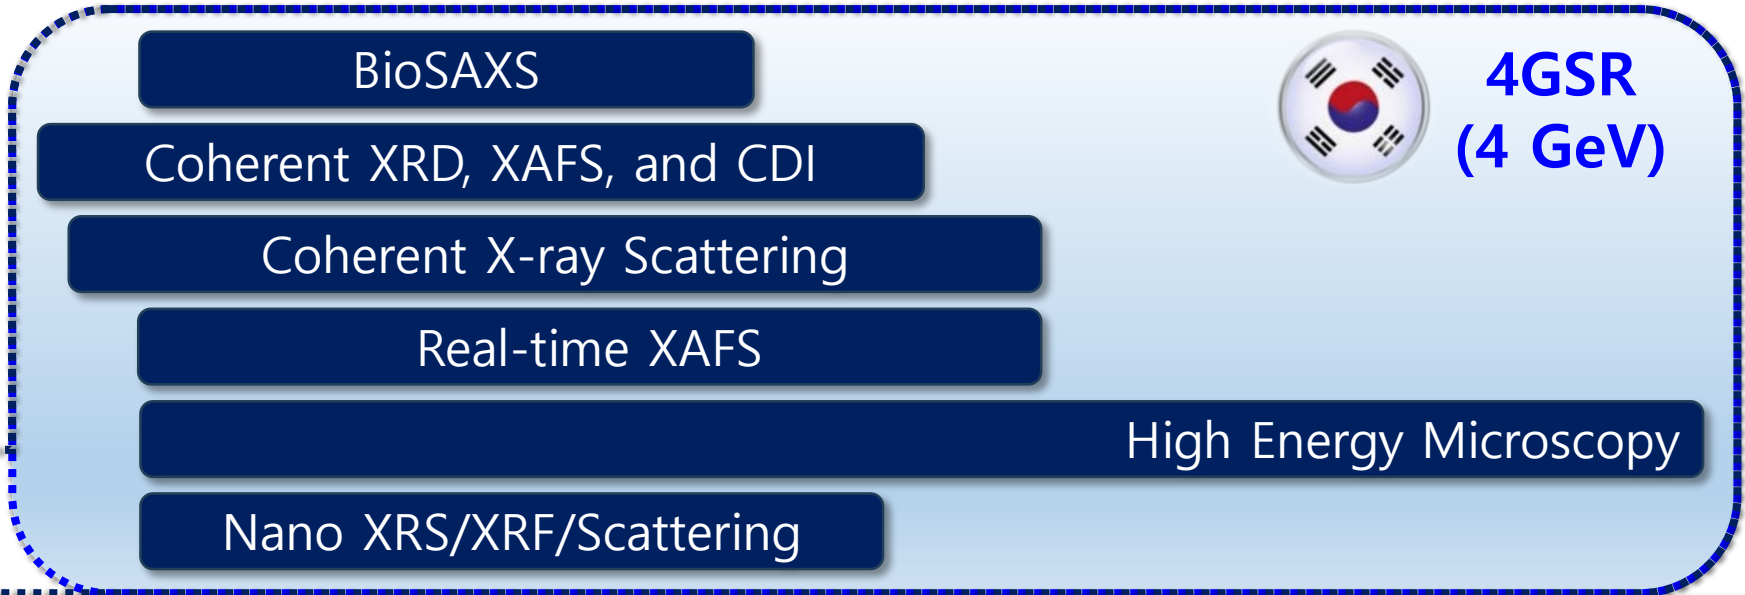 BioSAXS
4GSR
(4 GeV)
Coherent XRD, XAFS, and CDI
Coherent X-ray Scattering
Real-time XAFS
High Energy Microscopy
Nano XRS/XRF/Scattering